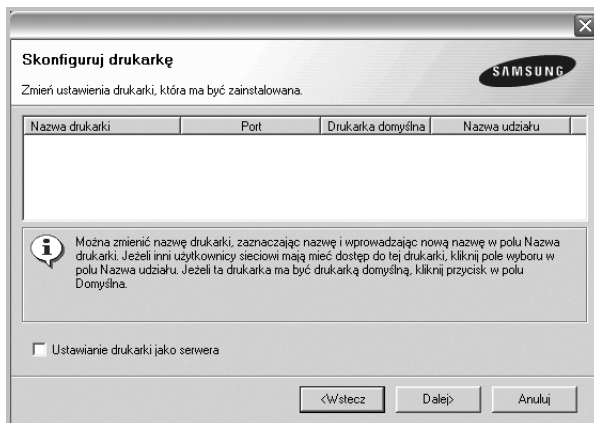 Skonfiguruj drukarkę
Zmień ustawienia drukarki, która ma być zainstalowana.
SAMSUNG
Nazwa drukarki Port Drukarka domyślna Nazwa udziału
Można zmienić nazwę drukarki, zaznaczając nazwę i wprowadzając nową nazwę w polu Nazwa
drukarki. Jeżeli inni użytkownicy sieciowi mają mieć dostęp do tej drukarki, kliknij pole wyboru w
polu Nazwa udziału. Jeżeli ta drukarka ma być drukarką domyślną, kliknij przycisk w polu
Domyślna.
Ustawianie drukarki jako serwera
<Wstecz Dalej> Anuluj